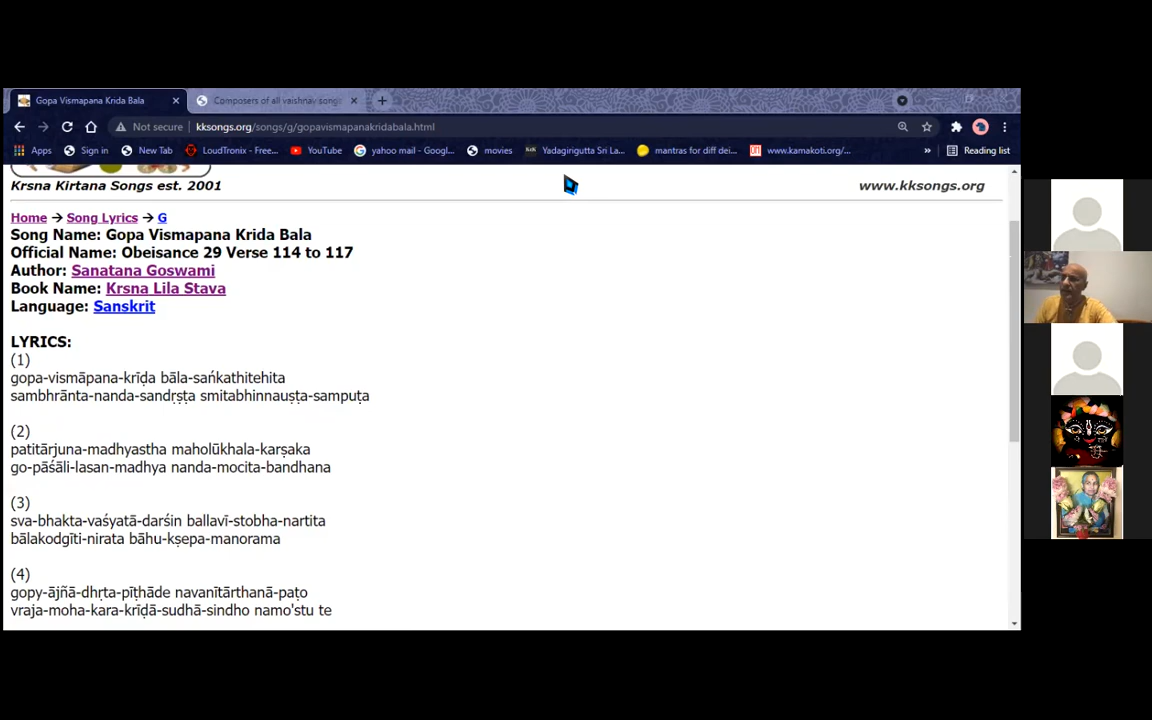 Gopa Vismapana Krida Bala
Composers of all vaishnav songs
Not secure
kksongs.org/songs/g/gopavismapanakridabala.html
Apps
Sign in
New Tab
LoudTronix - Free...
YouTube
yahoo mail - Googl...
movies
Yadagirigutta Sri La...
mantras for diff dei...
www.kamakoti.org/...
»
Reading list
Krsna Kirtana Songs est. 2001
www.kksongs.org
Home → Song Lyrics → G
Song Name: Gopa Vismapana Krida Bala
Official Name: Obeisance 29 Verse 114 to 117
Author: Sanatana Goswami
Book Name: Krsna Lila Stava
Language: Sanskrit
LYRICS:
(1)
gopa-vismāpana-krīḍa bāla-sańkathitehita
sambhrānta-nanda-sandṛṣṭa smitabhinnauṣṭa-sampuṭa
(2)
patitārjuna-madhyastha maholūkhala-karṣaka
go-pāśāli-lasan-madhya nanda-mocita-bandhana
(3)
sva-bhakta-vaśyatā-darśin ballavī-stobha-nartita
bālakodgīti-nirata bāhu-kṣepa-manorama
(4)
gopy-ājñā-dhṛta-pīṭhāde navanītārthanā-paṭo
vraja-moha-kara-krīḍā-sudhā-sindho namo'stu te